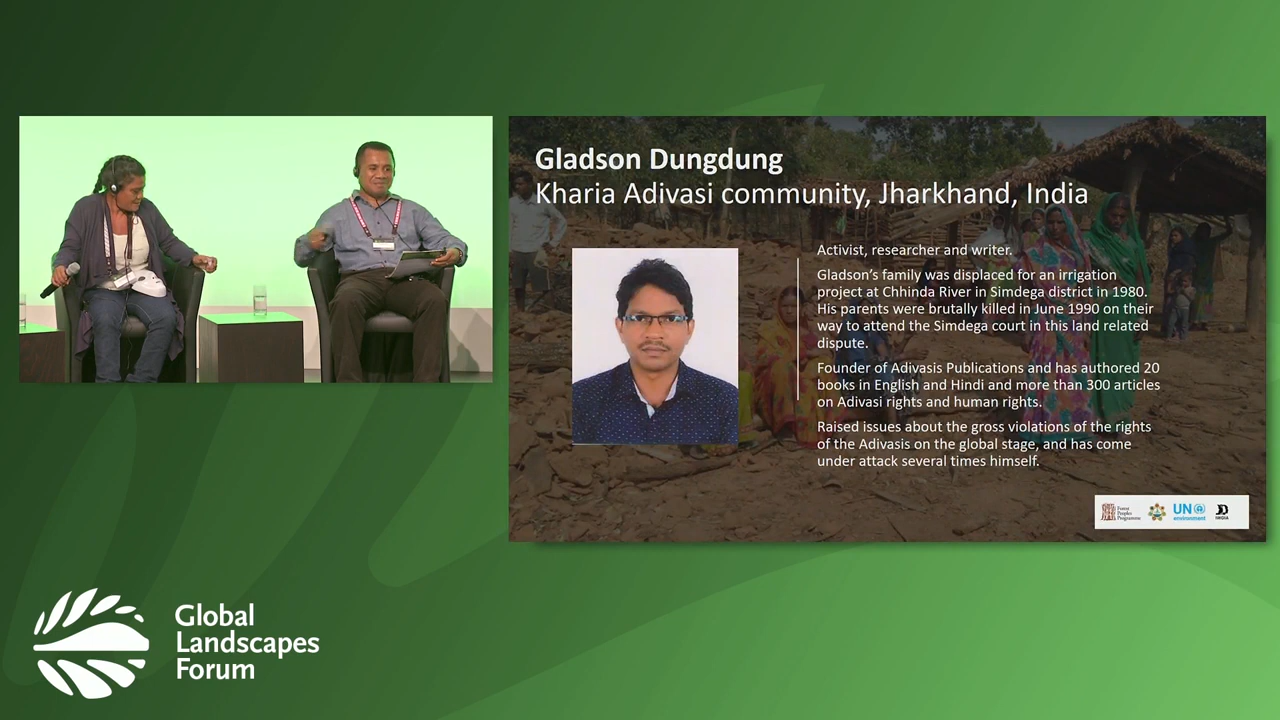 Gladson Dungdung
Kharia Adivasi community, Jharkhand, India
Activist, researcher and writer.
Gladson's family was displaced for an irrigation
project at Chhinda River in Simdega district in 1980.
His parents were brutally killed in June 1990 on their
way to attend the Simdega court in this land related
dispute.
Founder of Adivasis Publications and has authored 20
books in English and Hindi and more than 300 articles
on Adivasi rights and human rights.
Raised issues about the gross violations of the rights
of the Adivasis on the global stage, and has come
under attack several times himself.
Forest
Peoples
Programme
UN
environment
IWGIA
Global
Landscapes
Forum